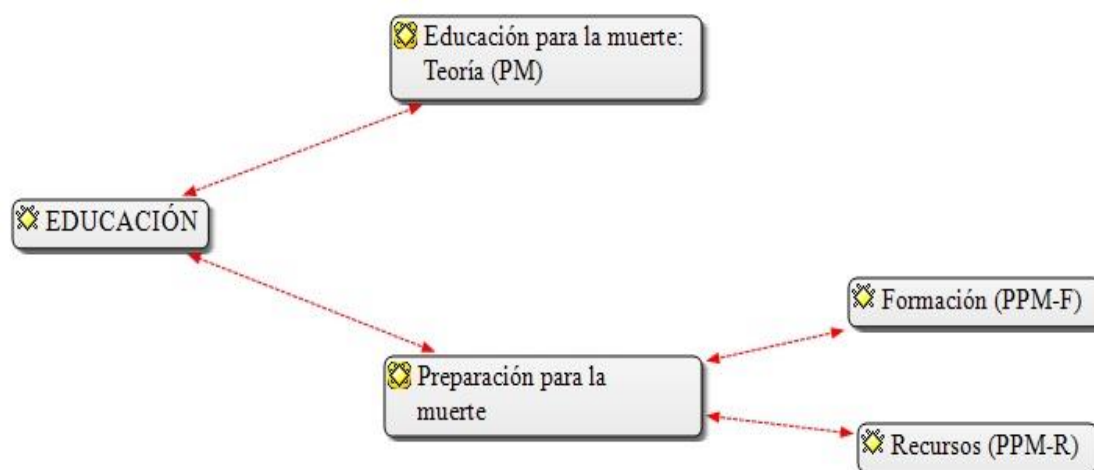 Educación para la muerte:
Teoría (PM)
EDUCACIÓN
Preparación para la
muerte
Formación (PPM-F)
Recursos (PPM-R)